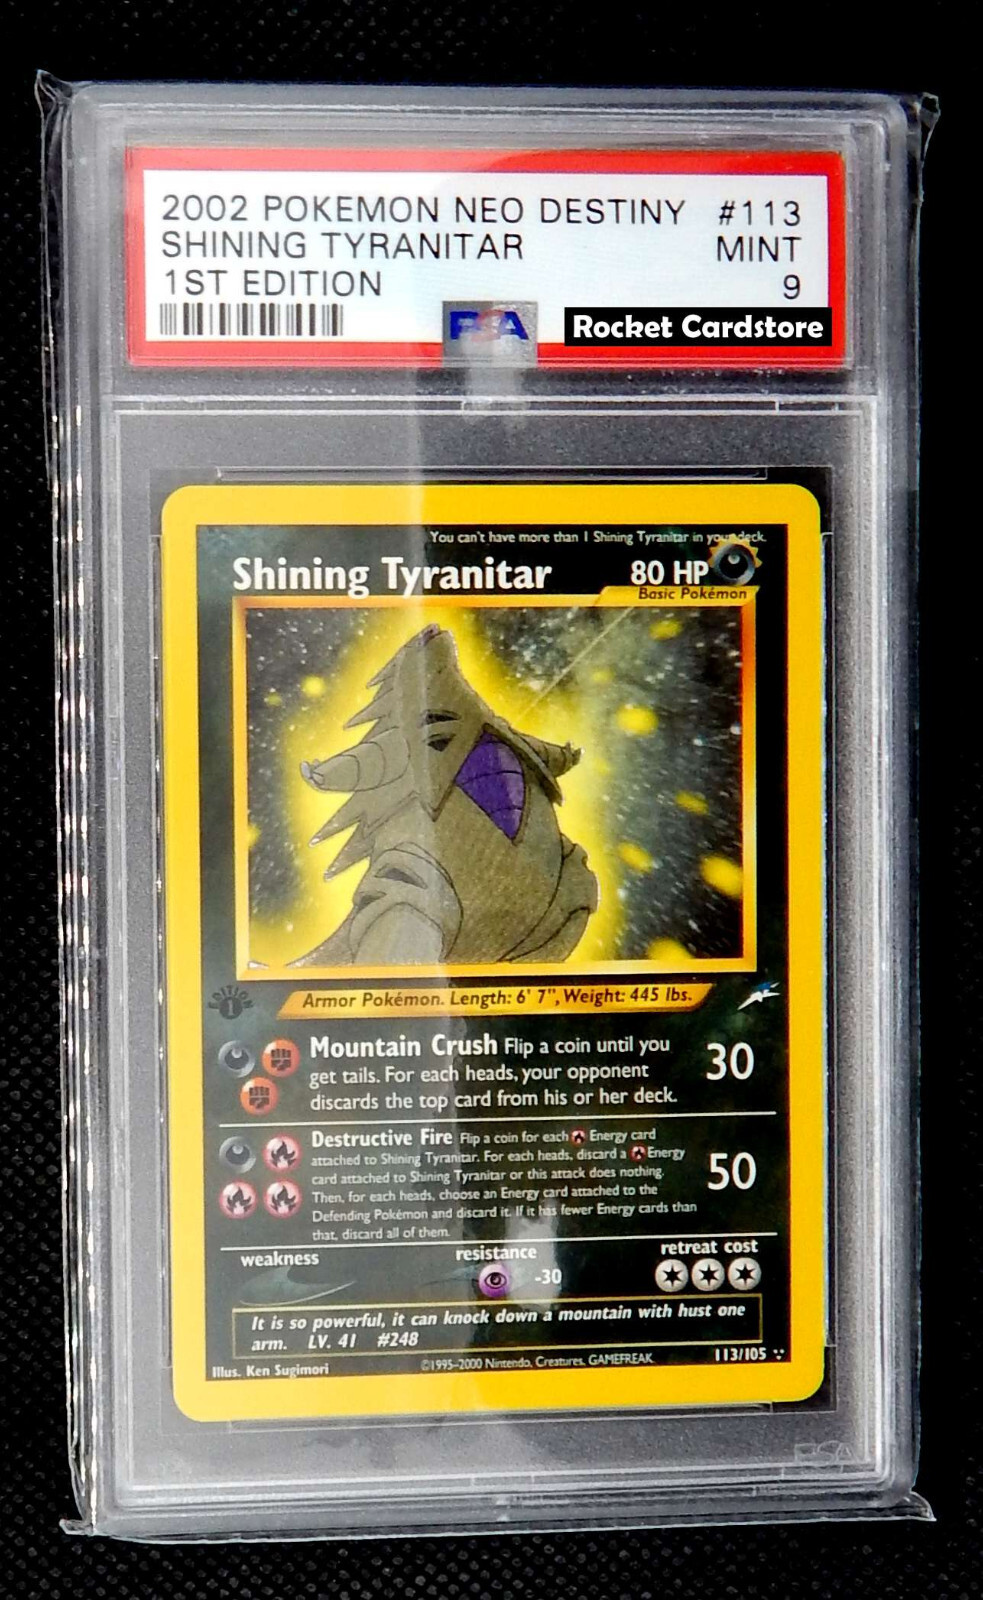 2002 POKEMON NEO DESTINY #113
SHINING TYRANITAR MINT
1ST EDITION 9
PSA
Rocket Cardstore
You can't have more than 1 Shining Tyranitar in your deck.
Shining Tyranitar 80 HP
Basic Pokémon
EDITION
1
Armor Pokémon. Length: 6' 7", Weight: 445 lbs.
Mountain Crush Flip a coin until you
get tails. For each heads, your opponent
discards the top card from his or her deck.
30
Destructive Fire Flip a coin for each Energy card
attached to Shining Tyranitar. For each heads, discard a Energy
card attached to Shining Tyranitar or this attack does nothing.
Then, for each heads, choose an Energy card attached to the
Defending Pokémon and discard it. If it has fewer Energy cards than
that, discard all of them.
50
weakness resistance retreat cost
-30
It is so powerful, it can knock down a mountain with hust one
arm. LV. 41 #248
Illus. Ken Sugimori ©1995-2000 Nintendo, Creatures, GAMEFREAK. 113/105
PSA